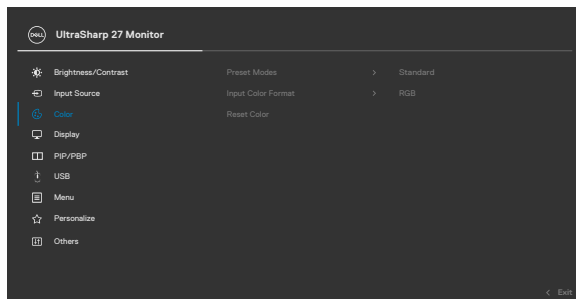 DELL UltraSharp 27 Monitor
Brightness/Contrast Preset Modes > Standard
Input Source Input Color Format > RGB
Color Reset Color
Display
PIP/PBP
USB
Menu
Personalize
Others
< Exit